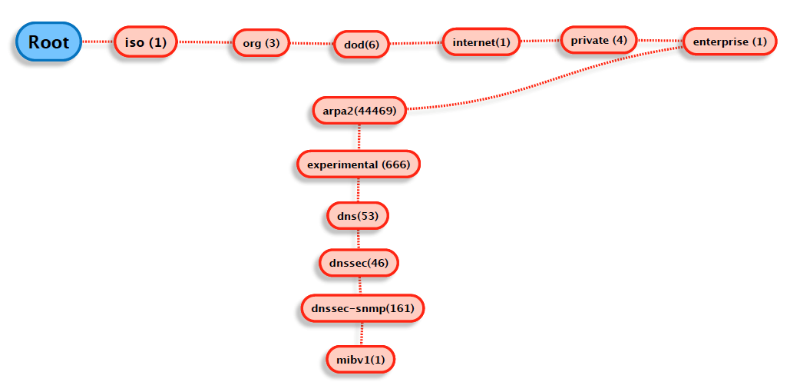 Root
iso (1)
org (3)
dod(6)
internet(1)
private (4)
enterprise (1)
arpa2(44469)
experimental (666)
dns(53)
dnssec(46)
dnssec-snmp(161)
mibv1(1)